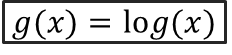 g(x) = log(x)